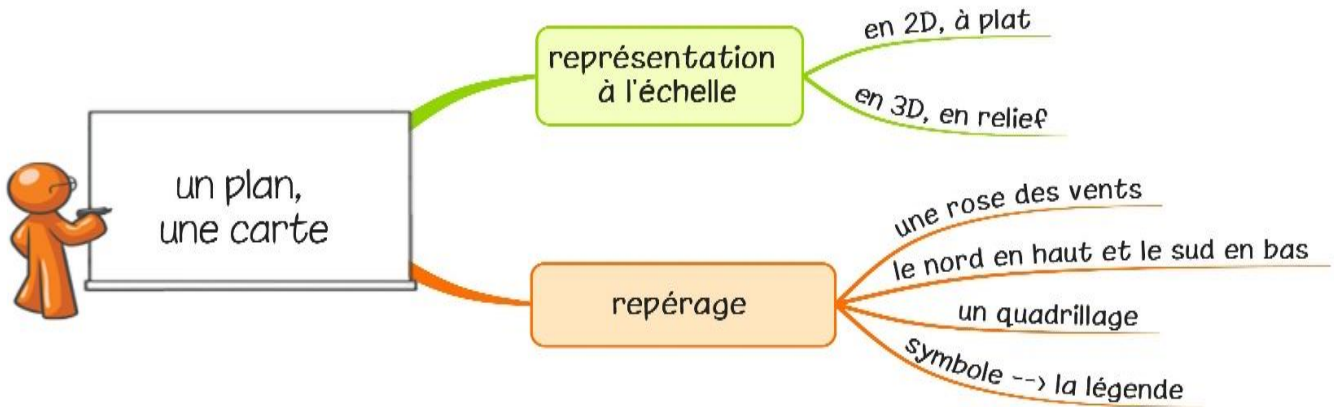 un plan,
une carte
représentation
à l'échelle
en 2D, à plat
en 3D, en relief
repérage
une rose des vents
le nord en haut et le sud en bas
un quadrillage
symbole --> la légende